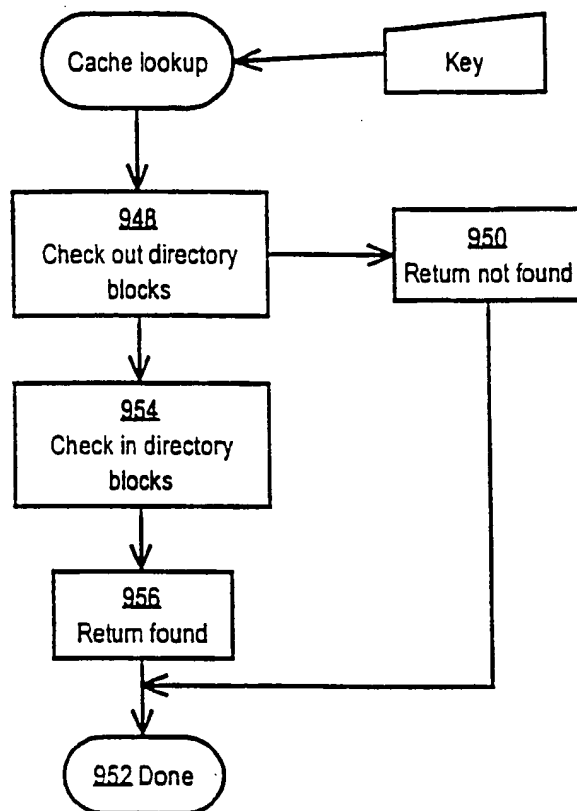 Cache lookup
Key
948
Check out directory
blocks
950
Return not found
954
Check in directory
blocks
956
Return found
952 Done